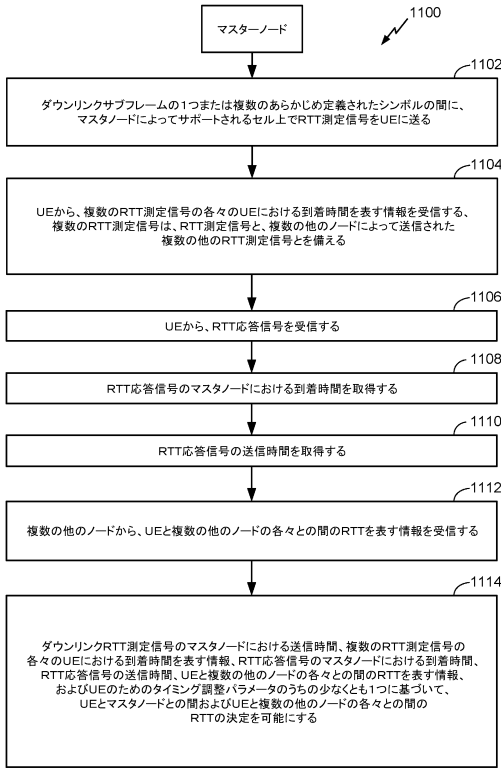 1100
マスターノード
1102
ダウンリンクサブフレームの1つまたは複数のあらかじめ定義されたシンボルの間に、
マスタノードによってサポートされるセル上でRTT測定信号をUEに送る
1104
UEから、複数のRTT測定信号の各々のUEにおける到着時間を表す情報を受信する、
複数のRTT測定信号は、RTT測定信号と、複数の他のノードによって送信された
複数の他のRTT測定信号とを備える
1106
UEから、RTT応答信号を受信する
1108
RTT応答信号のマスタノードにおける到着時間を取得する
1110
RTT応答信号の送信時間を取得する
1112
複数の他のノードから、UEと複数の他のノードの各々との間のRTTを表す情報を受信する
1114
ダウンリンクRTT測定信号のマスタノードにおける送信時間、複数のRTT測定信号の
各々のUEにおける到着時間を表す情報、RTT応答信号のマスタノードにおける到着時間、
RTT応答信号の送信時間、UEと複数の他のノードの各々との間のRTTを表す情報、
およびUEのためのタイミング調整パラメータのうちの少なくとも1つに基づいて、
UEとマスタノードとの間およびUEと複数の他のノードの各々との間の
RTTの決定を可能にする